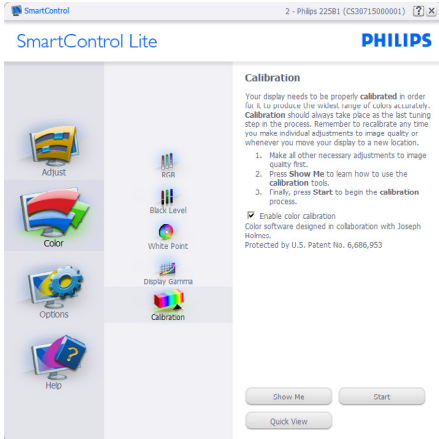 SmartControl
2 - Philips 225B1 (CS30715000001)
SmartControl Lite
PHILIPS
Adjust
Color
Options
Help
RGB
Black Level
White Point
Display Gamma
Calibration
Calibration
Your display needs to be properly calibrated in order
for it to produce the widest range of colors accurately.
Calibration should always take place as the last tuning
step in the process. Remember to recalibrate any time
you make individual adjustments to image quality or
whenever you move your display to a new location.
1. Make all other necessary adjustments to image
quality first.
2. Press Show Me to learn how to use the
calibration tools.
3. Finally, press Start to begin the calibration
process.
Enable color calibration
Color software designed in collaboration with Joseph
Holmes.
Protected by U.S. Patent No. 6,686,953
Show Me
Start
Quick View